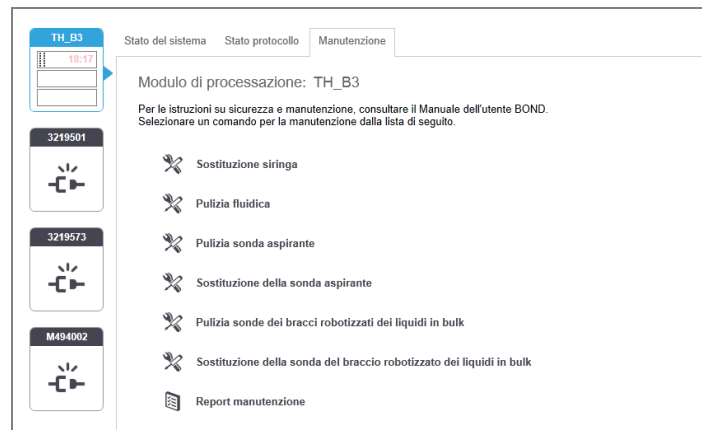 TH_B3
18:17
3219501
3219573
M494002
Stato del sistema
Stato protocollo
Manutenzione
Modulo di processazione: TH_B3
Per le istruzioni su sicurezza e manutenzione, consultare il Manuale dell'utente BOND.
Selezionare un comando per la manutenzione dalla lista di seguito.
Sostituzione siringa
Pulizia fluidica
Pulizia sonda aspirante
Sostituzione della sonda aspirante
Pulizia sonde dei bracci robotizzati dei liquidi in bulk
Sostituzione della sonda del braccio robotizzato dei liquidi in bulk
Report manutenzione